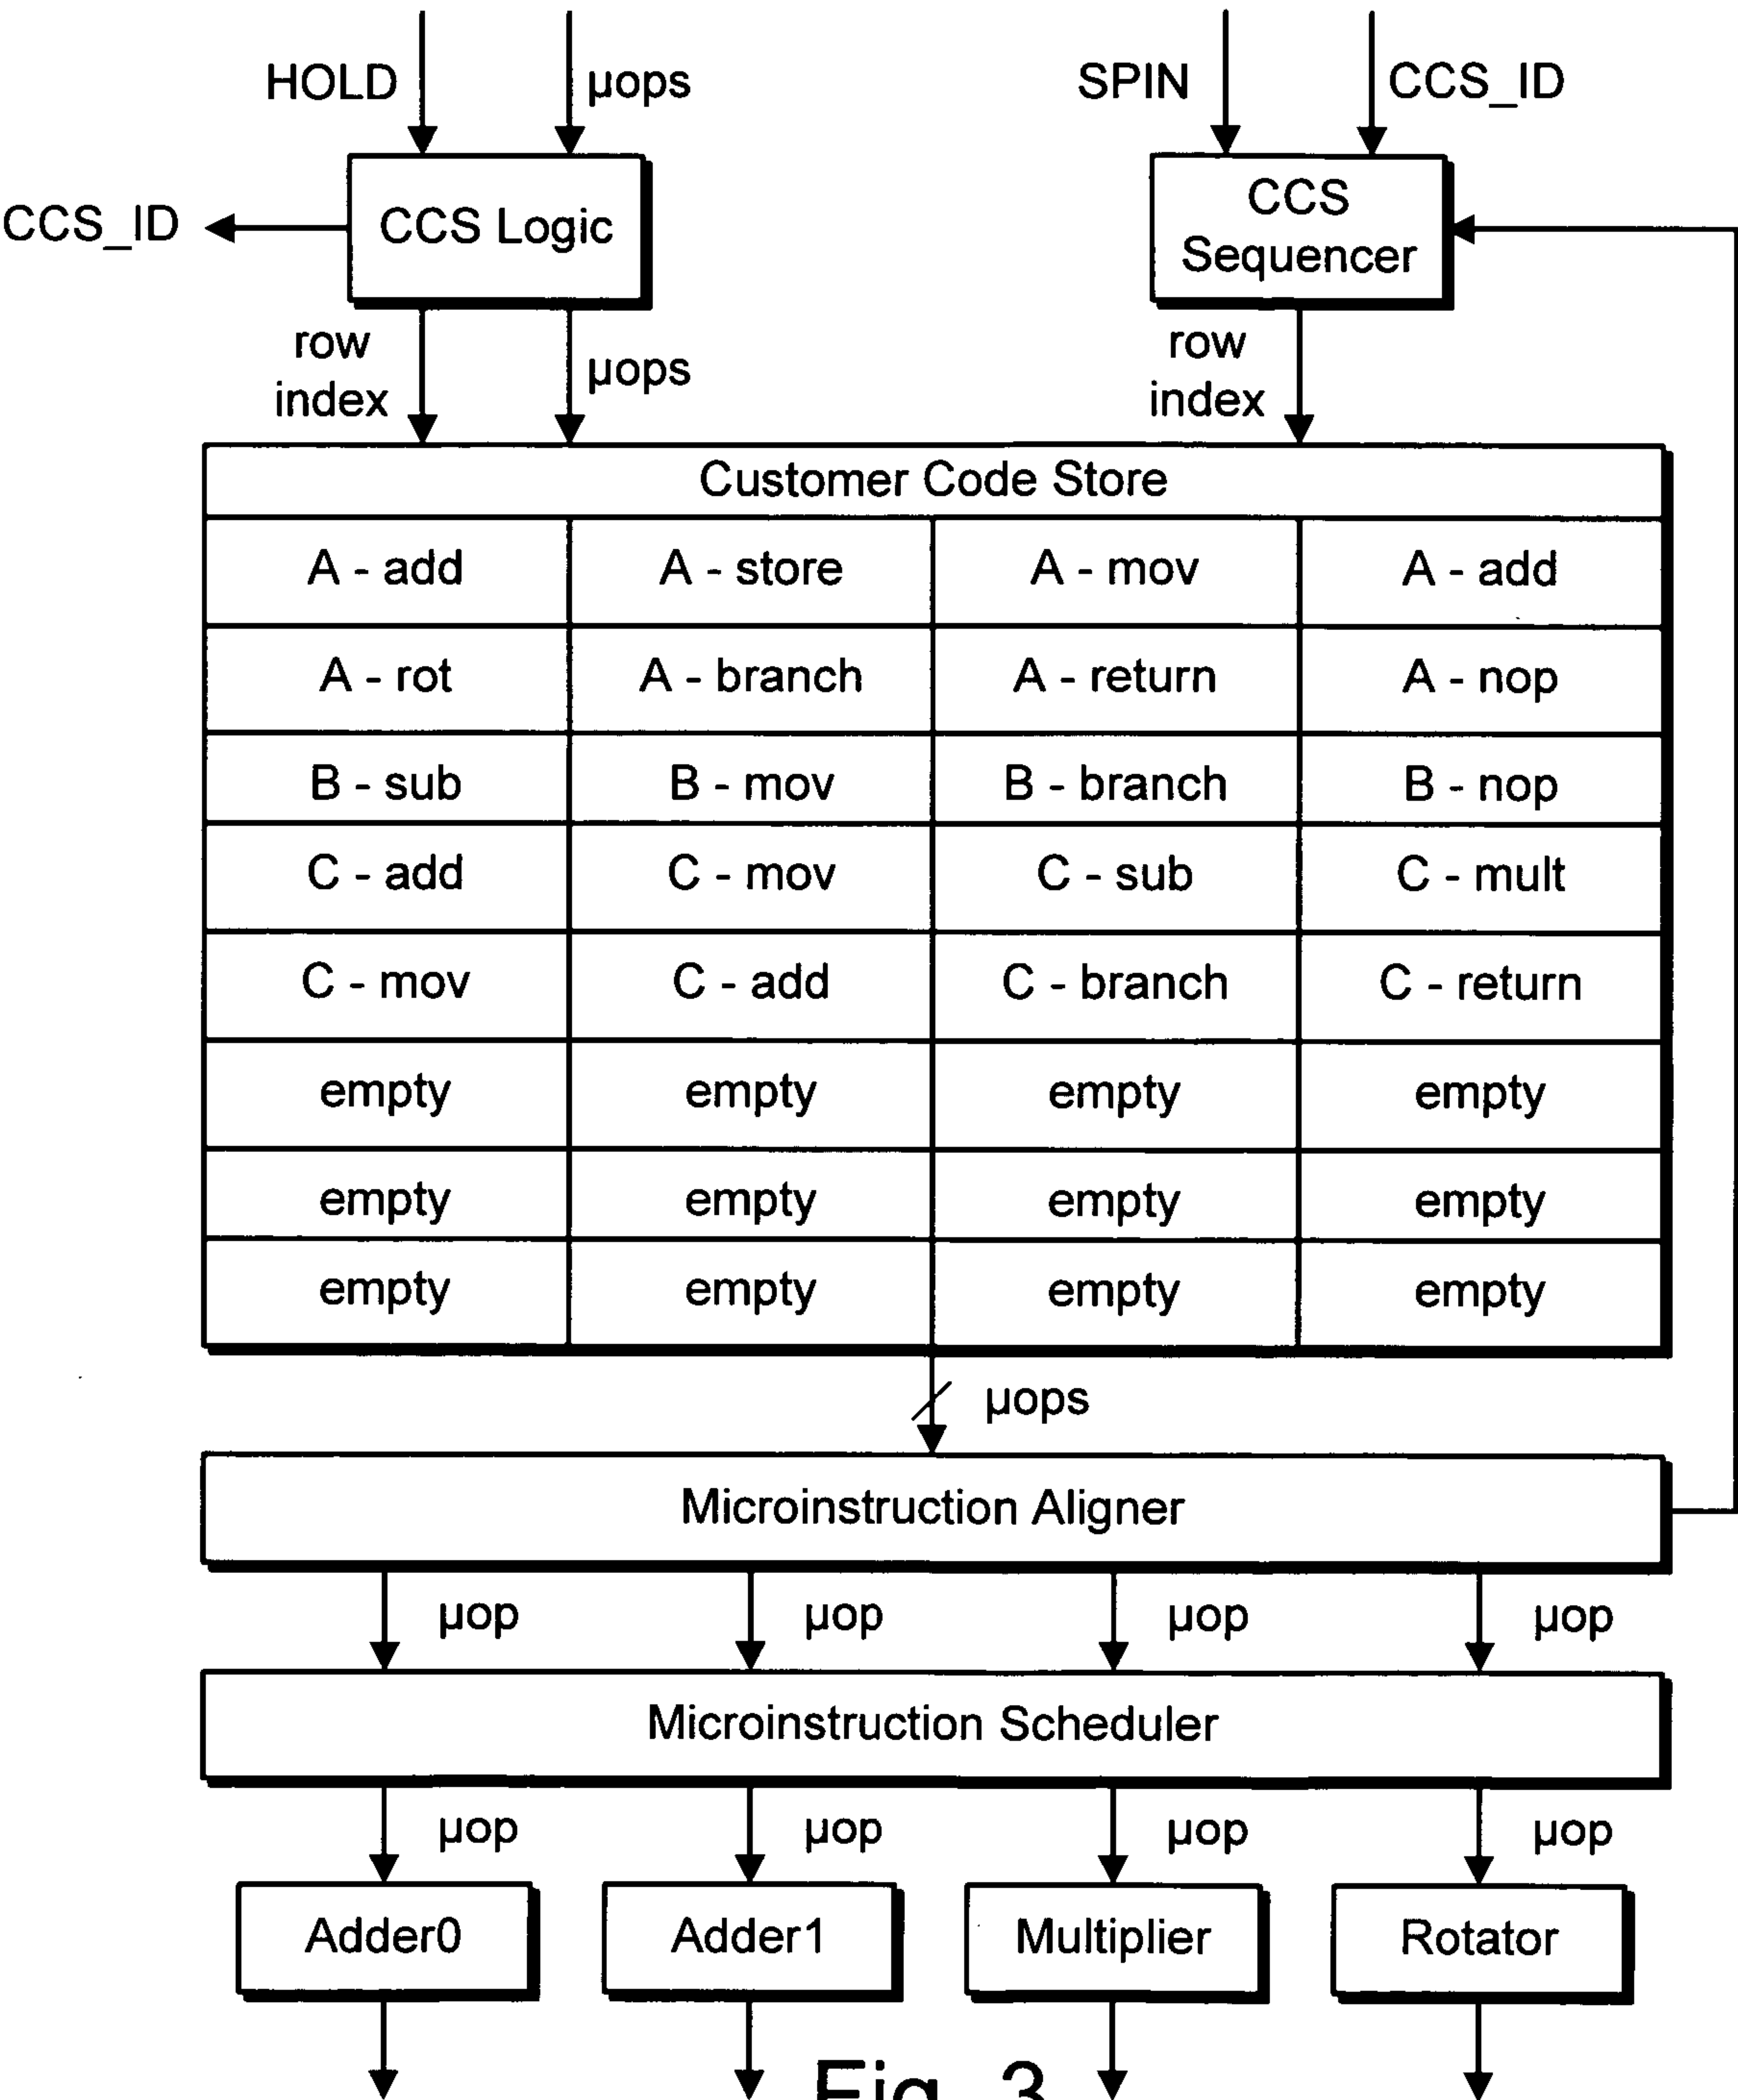 HOLD µops SPIN CCS_ID
CCS_ID CCS Logic CCS
Sequencer
row
index µops row
index
Customer Code Store
A - add A - store A - mov A - add
A - rot A - branch A - return A - nop
B - sub B - mov B - branch B - nop
C - add C - mov C - sub C - mult
C - mov C - add C - branch C - return
empty empty empty empty
empty empty empty empty
empty empty empty empty
µops
Microinstruction Aligner
µop µop µop µop
Microinstruction Scheduler
µop µop µop µop
Adder0 Adder1 Multiplier Rotator
Fig. 3